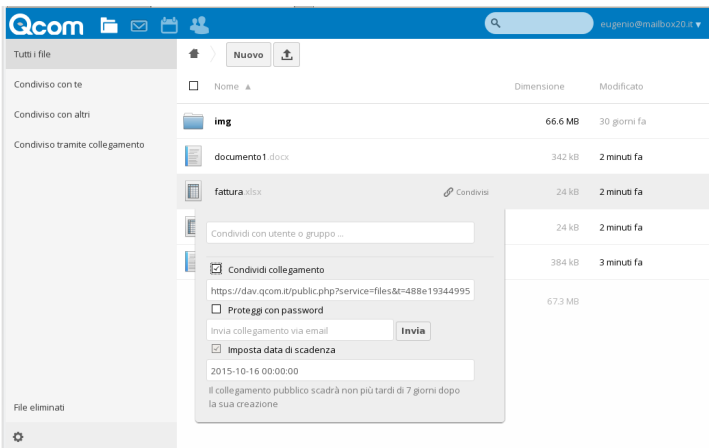 Qcom
eugenio@mailbox20.it ▾
Tutti i file
Condiviso con te
Condiviso con altri
Condiviso tramite collegamento
File eliminati
Nuovo
Nome ▲ Dimensione Modificato
img 66.6 MB 30 giorni fa
documento1.docx 342 kB 2 minuti fa
fattura.xlsx Condivisi 24 kB 2 minuti fa
24 kB 2 minuti fa
384 kB 3 minuti fa
67.3 MB
Condividi con utente o gruppo ...
Condividi collegamento
https://dav.qcom.it/public.php?service=files&t=488e19344995
Proteggi con password
Invia collegamento via email Invia
Imposta data di scadenza
2015-10-16 00:00:00
Il collegamento pubblico scadrà non più tardi di 7 giorni dopo
la sua creazione